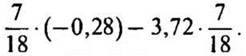 7/18 · (−0,28) − 3,72 · 7/18.